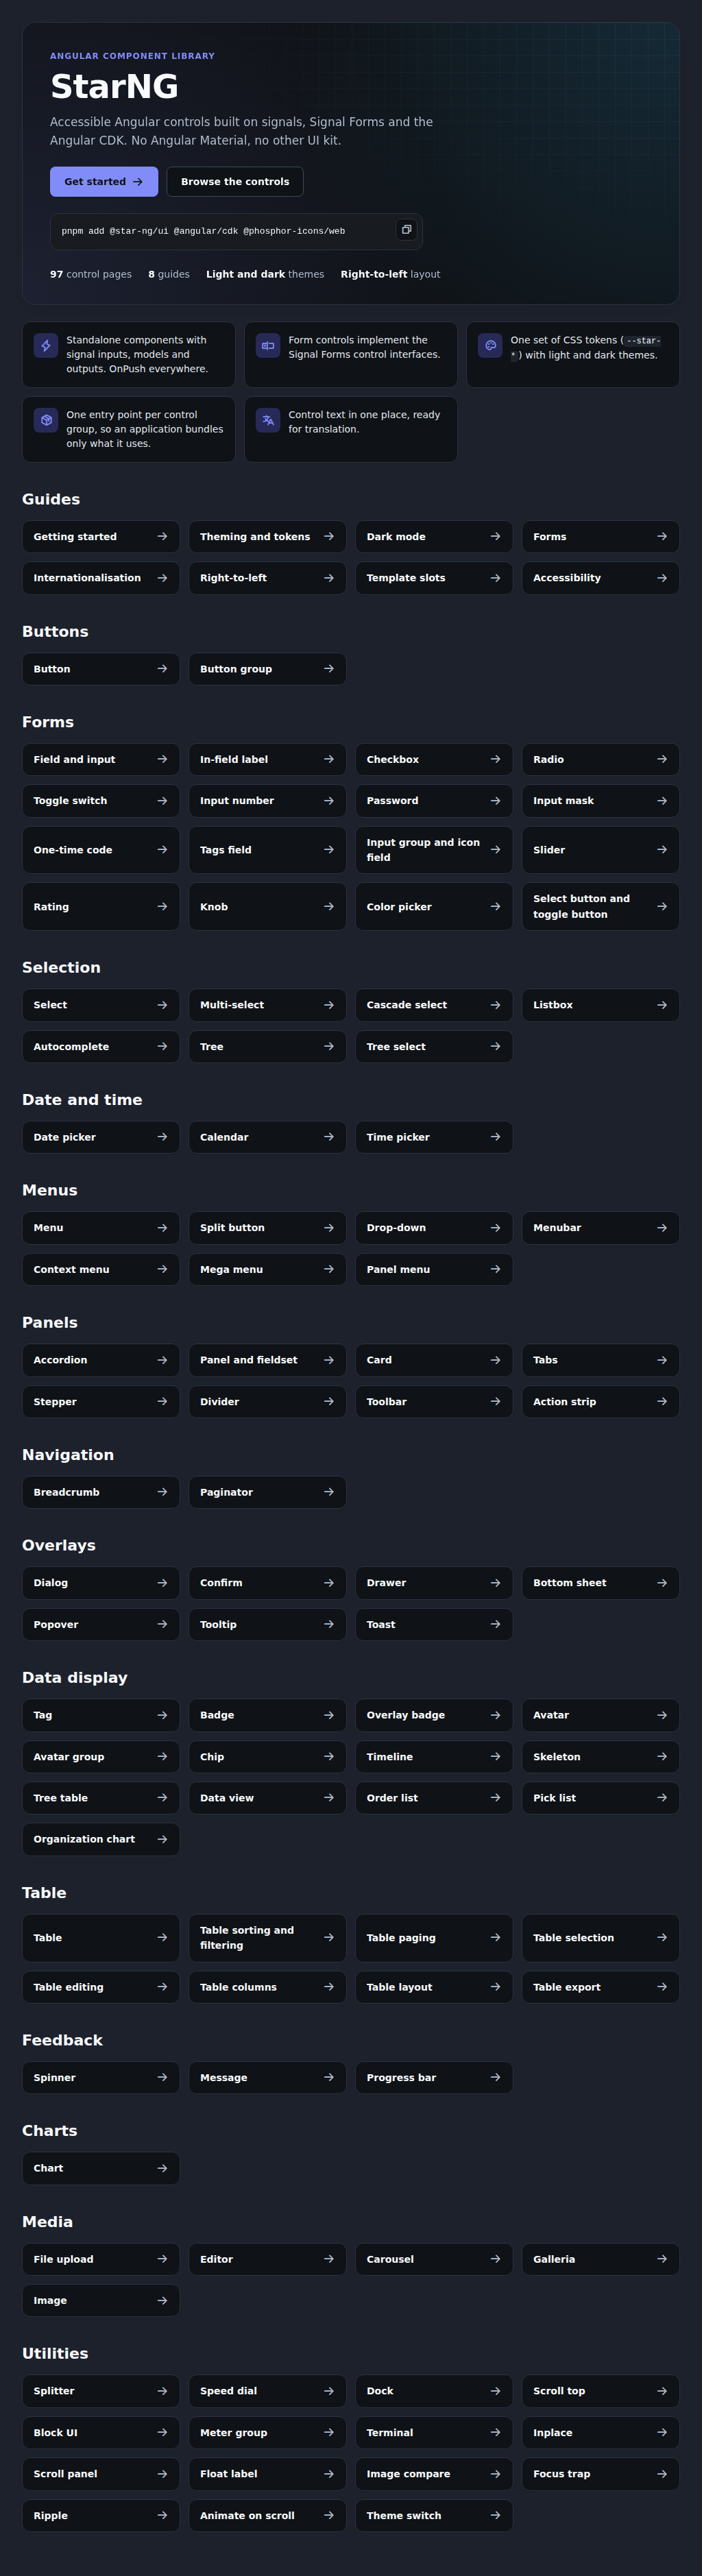 ANGULAR COMPONENT LIBRARY
StarNG
Accessible Angular controls built on signals, Signal Forms and the
Angular CDK. No Angular Material, no other UI kit.
Get started
Browse the controls
pnpm add @star-ng/ui @angular/cdk @phosphor-icons/web
97 control pages 8 guides Light and dark themes Right-to-left layout
Standalone components with
signal inputs, models and
outputs. OnPush everywhere.
Form controls implement the
Signal Forms control interfaces.
One set of CSS tokens (--star-
*) with light and dark themes.
One entry point per control
group, so an application bundles
only what it uses.
Control text in one place, ready
for translation.
Guides
Getting started
Theming and tokens
Dark mode
Forms
Internationalisation
Right-to-left
Template slots
Accessibility
Buttons
Button
Button group
Forms
Field and input
In-field label
Checkbox
Radio
Toggle switch
Input number
Password
Input mask
One-time code
Tags field
Input group and icon
field
Slider
Rating
Knob
Color picker
Select button and
toggle button
Selection
Select
Multi-select
Cascade select
Listbox
Autocomplete
Tree
Tree select
Date and time
Date picker
Calendar
Time picker
Menus
Menu
Split button
Drop-down
Menubar
Context menu
Mega menu
Panel menu
Panels
Accordion
Panel and fieldset
Card
Tabs
Stepper
Divider
Toolbar
Action strip
Navigation
Breadcrumb
Paginator
Overlays
Dialog
Confirm
Drawer
Bottom sheet
Popover
Tooltip
Toast
Data display
Tag
Badge
Overlay badge
Avatar
Avatar group
Chip
Timeline
Skeleton
Tree table
Data view
Order list
Pick list
Organization chart
Table
Table
Table sorting and
filtering
Table paging
Table selection
Table editing
Table columns
Table layout
Table export
Feedback
Spinner
Message
Progress bar
Charts
Chart
Media
File upload
Editor
Carousel
Galleria
Image
Utilities
Splitter
Speed dial
Dock
Scroll top
Block UI
Meter group
Terminal
Inplace
Scroll panel
Float label
Image compare
Focus trap
Ripple
Animate on scroll
Theme switch